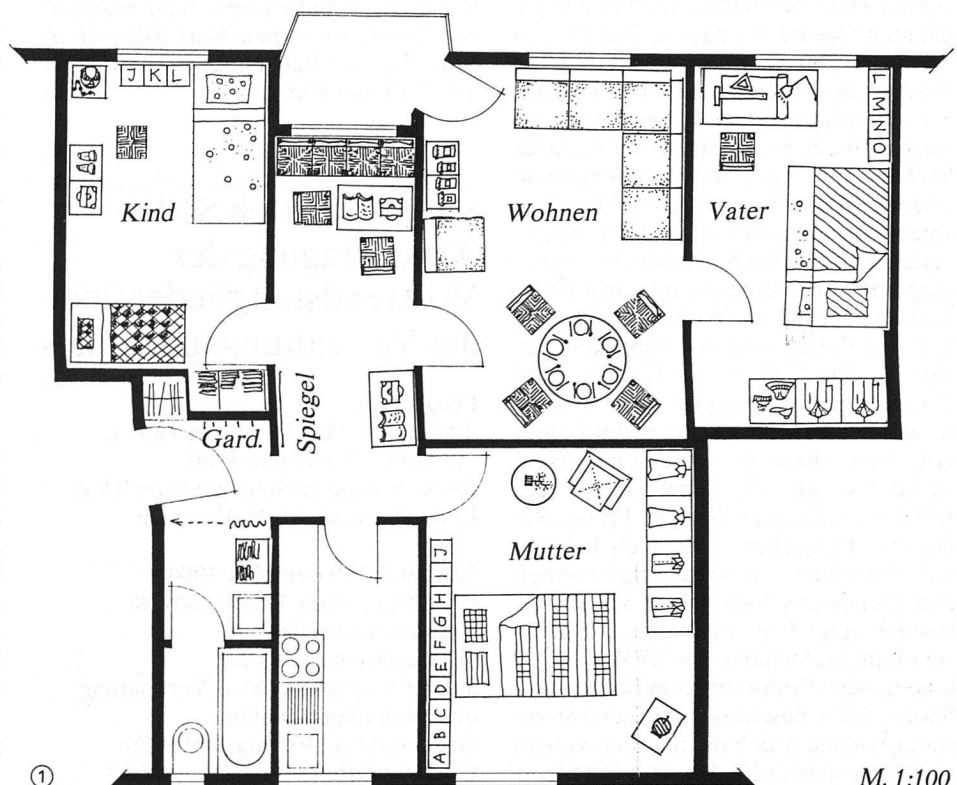 J K L
L
M
N
O
Kind
Wohnen
Vater
Spiegel
Gard.
Mutter
J
I
H
G
F
E
D
C
B
A
1
M. 1:100